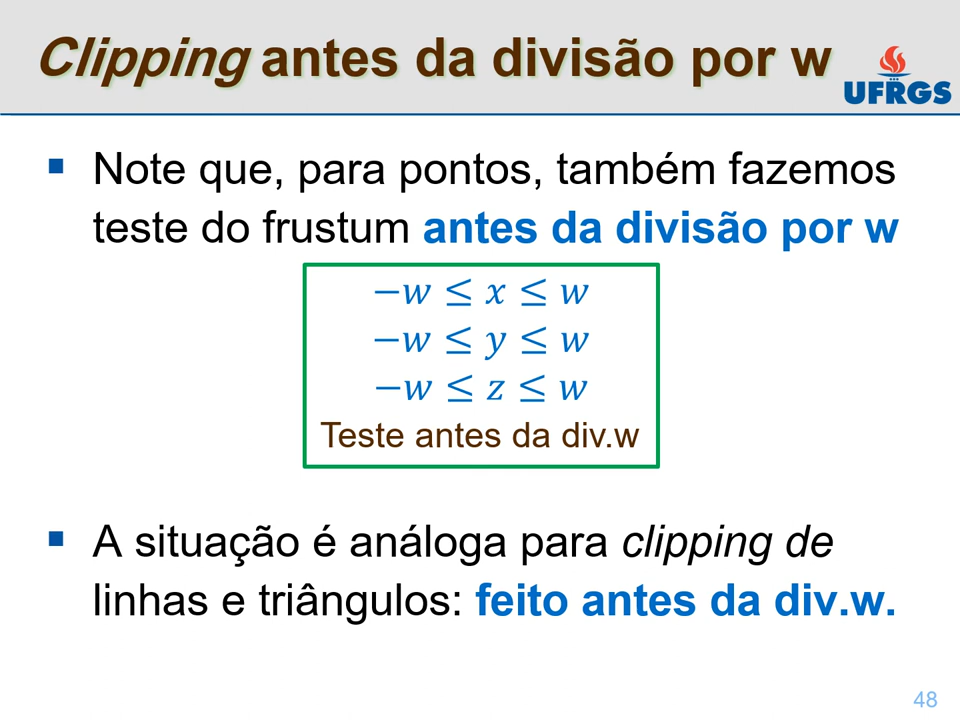 Clipping antes da divisão por w
UFRGS
▪ Note que, para pontos, também fazemos
teste do frustum antes da divisão por w
−w ≤ x ≤ w
−w ≤ y ≤ w
−w ≤ z ≤ w
Teste antes da div.w
▪ A situação é análoga para clipping de
linhas e triângulos: feito antes da div.w.
48